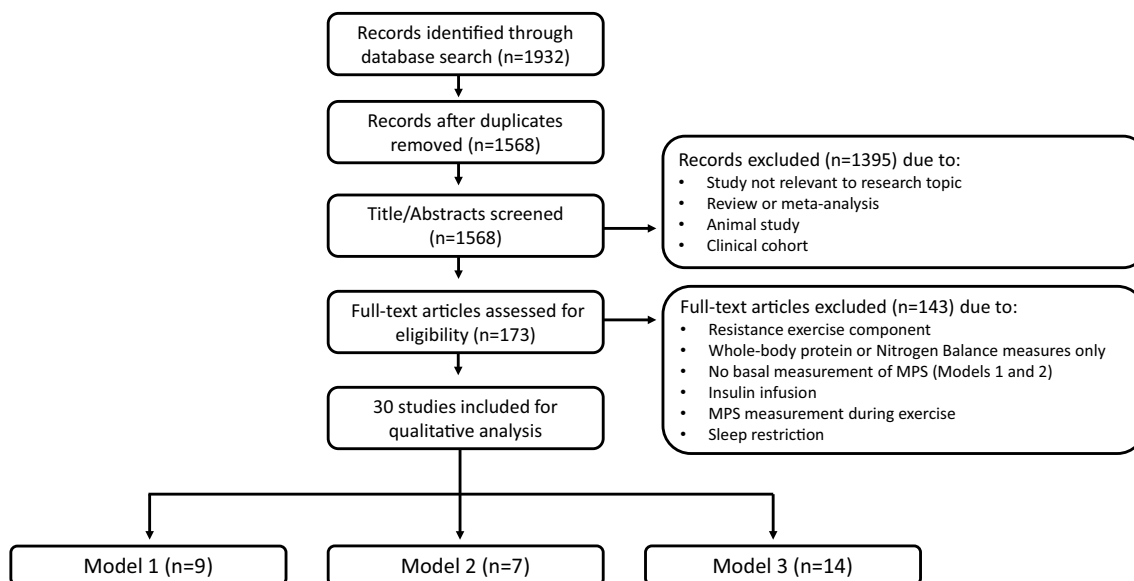 Records identified through
database search (n=1932)
Records after duplicates
removed (n=1568)
Records excluded (n=1395) due to:
• Study not relevant to research topic
• Review or meta-analysis
• Animal study
• Clinical cohort
Title/Abstracts screened
(n=1568)
Full-text articles assessed for
eligibility (n=173)
Full-text articles excluded (n=143) due to:
• Resistance exercise component
• Whole-body protein or Nitrogen Balance measures only
• No basal measurement of MPS (Models 1 and 2)
• Insulin infusion
• MPS measurement during exercise
• Sleep restriction
30 studies included for
qualitative analysis
Model 1 (n=9)
Model 2 (n=7)
Model 3 (n=14)